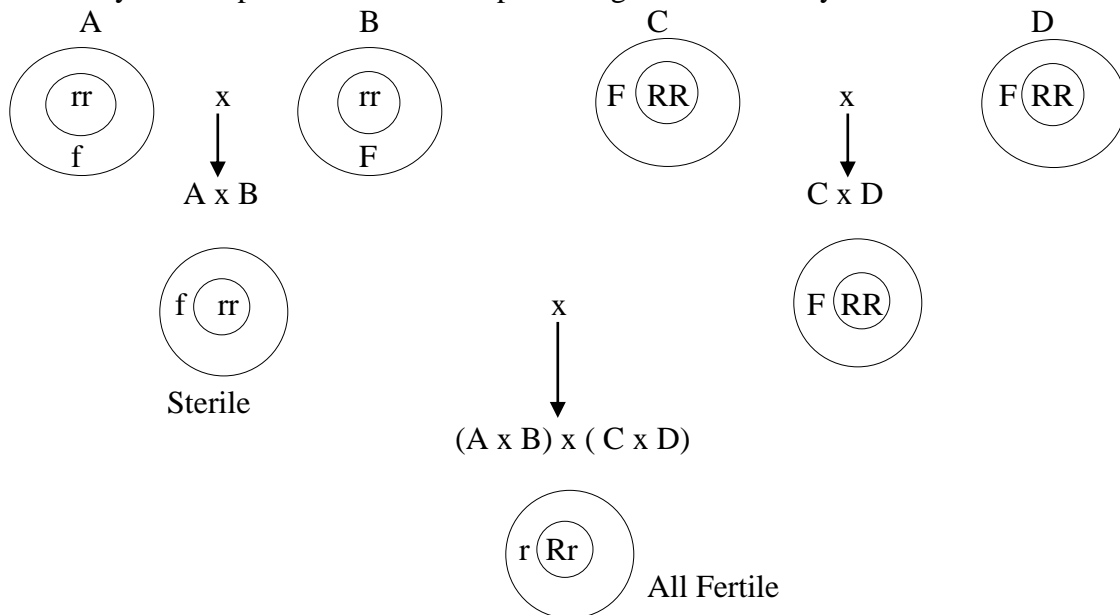 A B C D
rr x rr F RR x F RR
f F
A x B C x D
f rr x F RR
Sterile
(A x B) x ( C x D)
r Rr
All Fertile